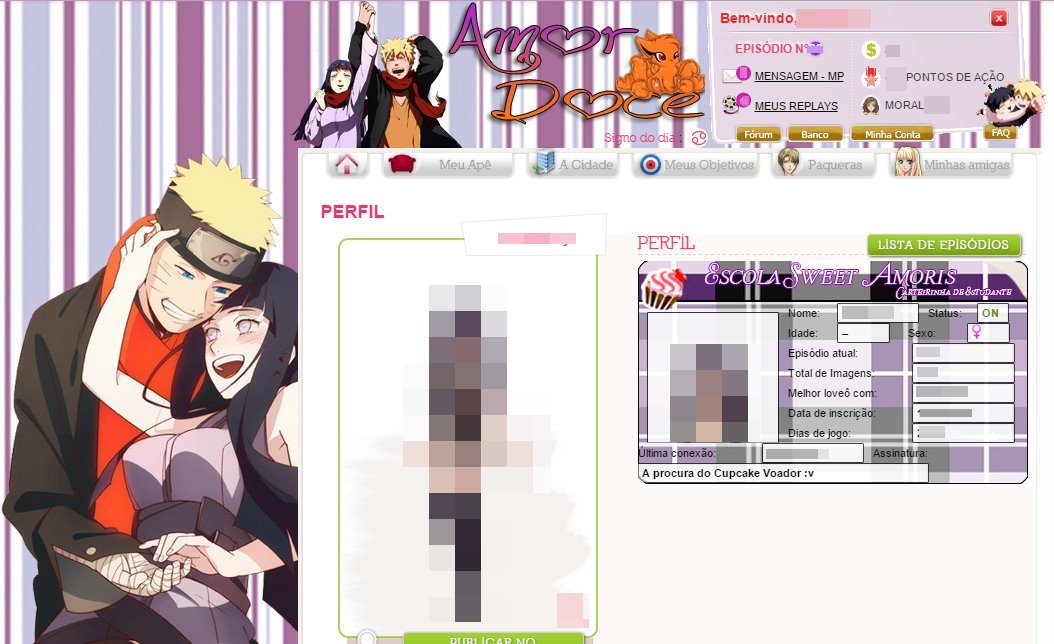 Amor
Doce
Signo do dia :
Bem-vindo,
x
EPISÓDIO Nº
$
MENSAGEM - MP
PONTOS DE AÇÃO
MEUS REPLAYS
MORAL
Fórum
Banco
Minha Conta
FAQ
Meu Apê
A Cidade
Meus Objetivos
Paqueras
Minhas amigas
PERFIL
PERFIL
LISTA DE EPISÓDIOS
Escola Sweet Amoris
Carteirinha de Estudante
Nome:
Status:
ON
Idade:
--
Sexo:
Episódio atual:
Total de Imagens:
Melhor loveô com:
Data de inscrição:
Dias de jogo:
Última conexão:
Assinatura:
A procura do Cupcake Voador :v
PUBLICAR NO